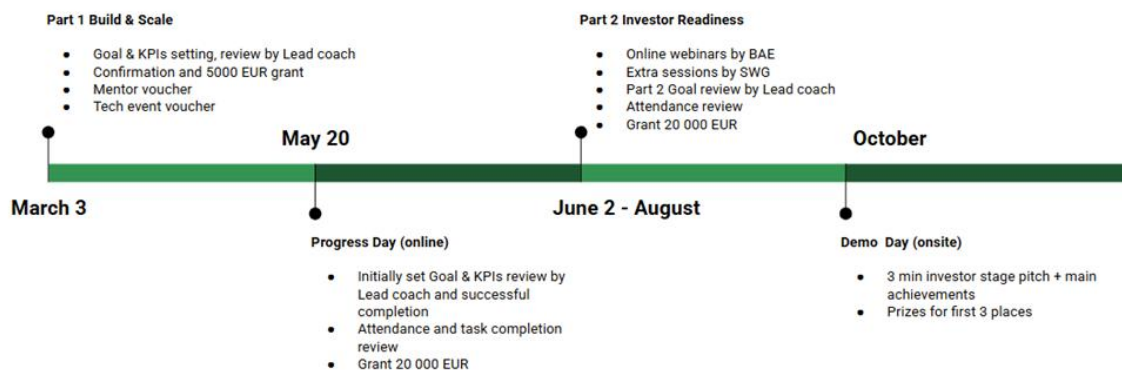 Part 1 Build & Scale
● Goal & KPIs setting, review by Lead coach
● Confirmation and 5000 EUR grant
● Mentor voucher
● Tech event voucher
Part 2 Investor Readiness
● Online webinars by BAE
● Extra sessions by SWG
● Part 2 Goal review by Lead coach
● Attendance review
● Grant 20 000 EUR
May 20
October
March 3
June 2 - August
Progress Day (online)
● Initially set Goal & KPIs review by
Lead coach and successful
completion
● Attendance and task completion
review
● Grant 20 000 EUR
Demo Day (onsite)
● 3 min investor stage pitch + main
achievements
● Prizes for first 3 places